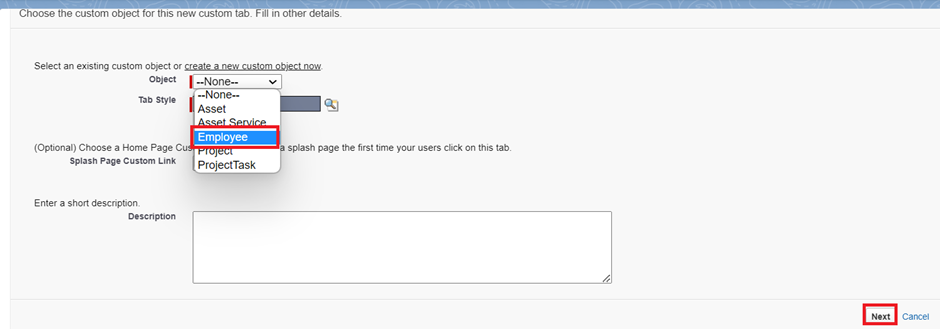 Choose the custom object for this new custom tab. Fill in other details.
Select an existing custom object or create a new custom object now.
Object --None--
--None--
Tab Style
Asset
Asset Service
Employee
(Optional) Choose a Home Page Cus a splash page the first time your users click on this tab.
Project
Splash Page Custom Link
ProjectTask
Enter a short description.
Description
Next Cancel